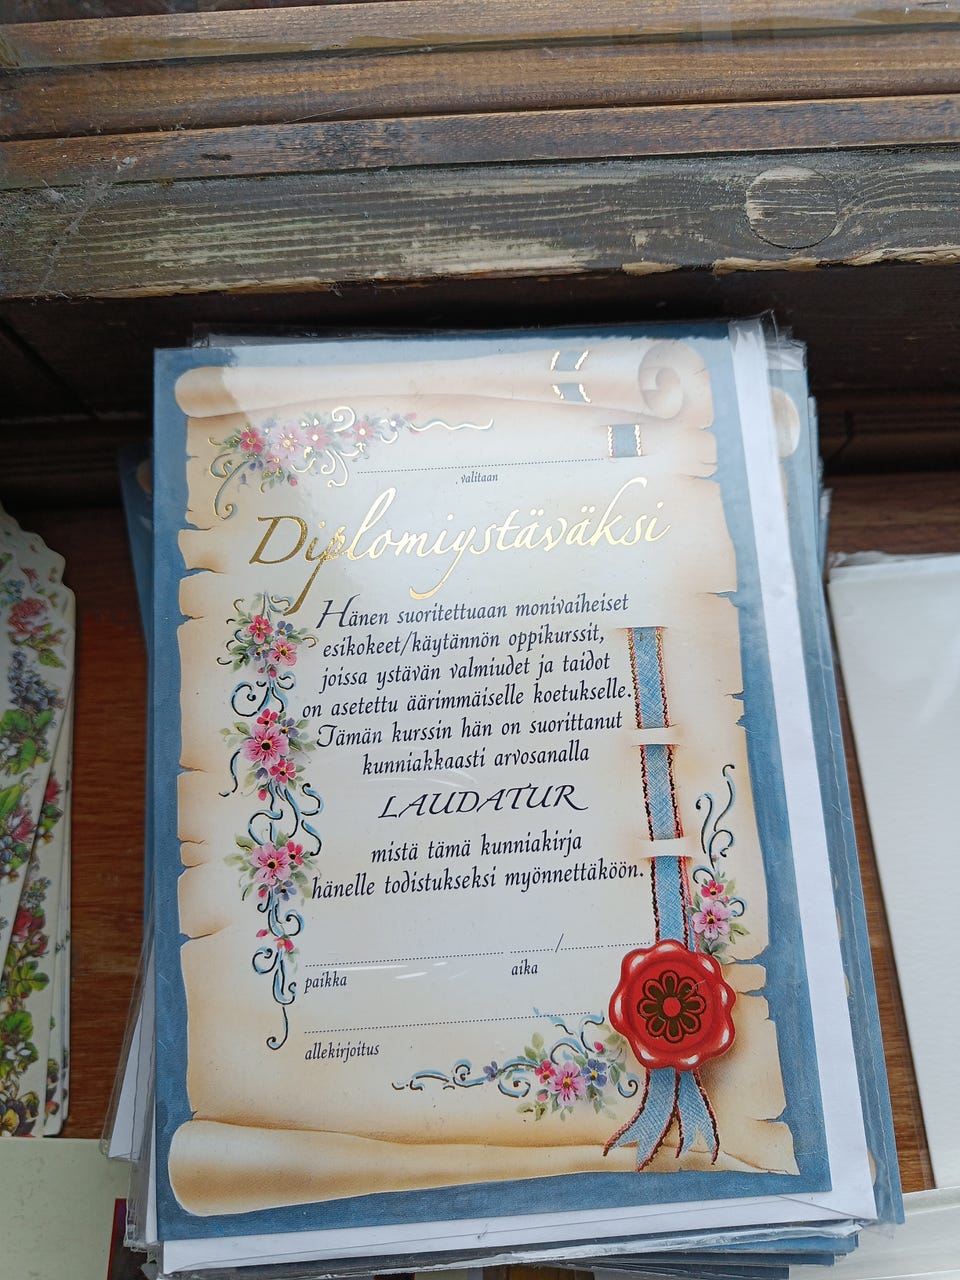 valitaan
Diplomiystäväksi
Hänen suoritettuaan monivaiheiset
esikokeet/käytännön oppikurssit,
joissa ystävän valmiudet ja taidot
on asetettu äärimmäiselle koetukselle.
Tämän kurssin hän on suorittanut
kunniakkaasti arvosanalla
LAUDATUR
mistä tämä kunniakirja
hänelle todistukseksi myönnettäköön.
/
paikka aika
allekirjoitus